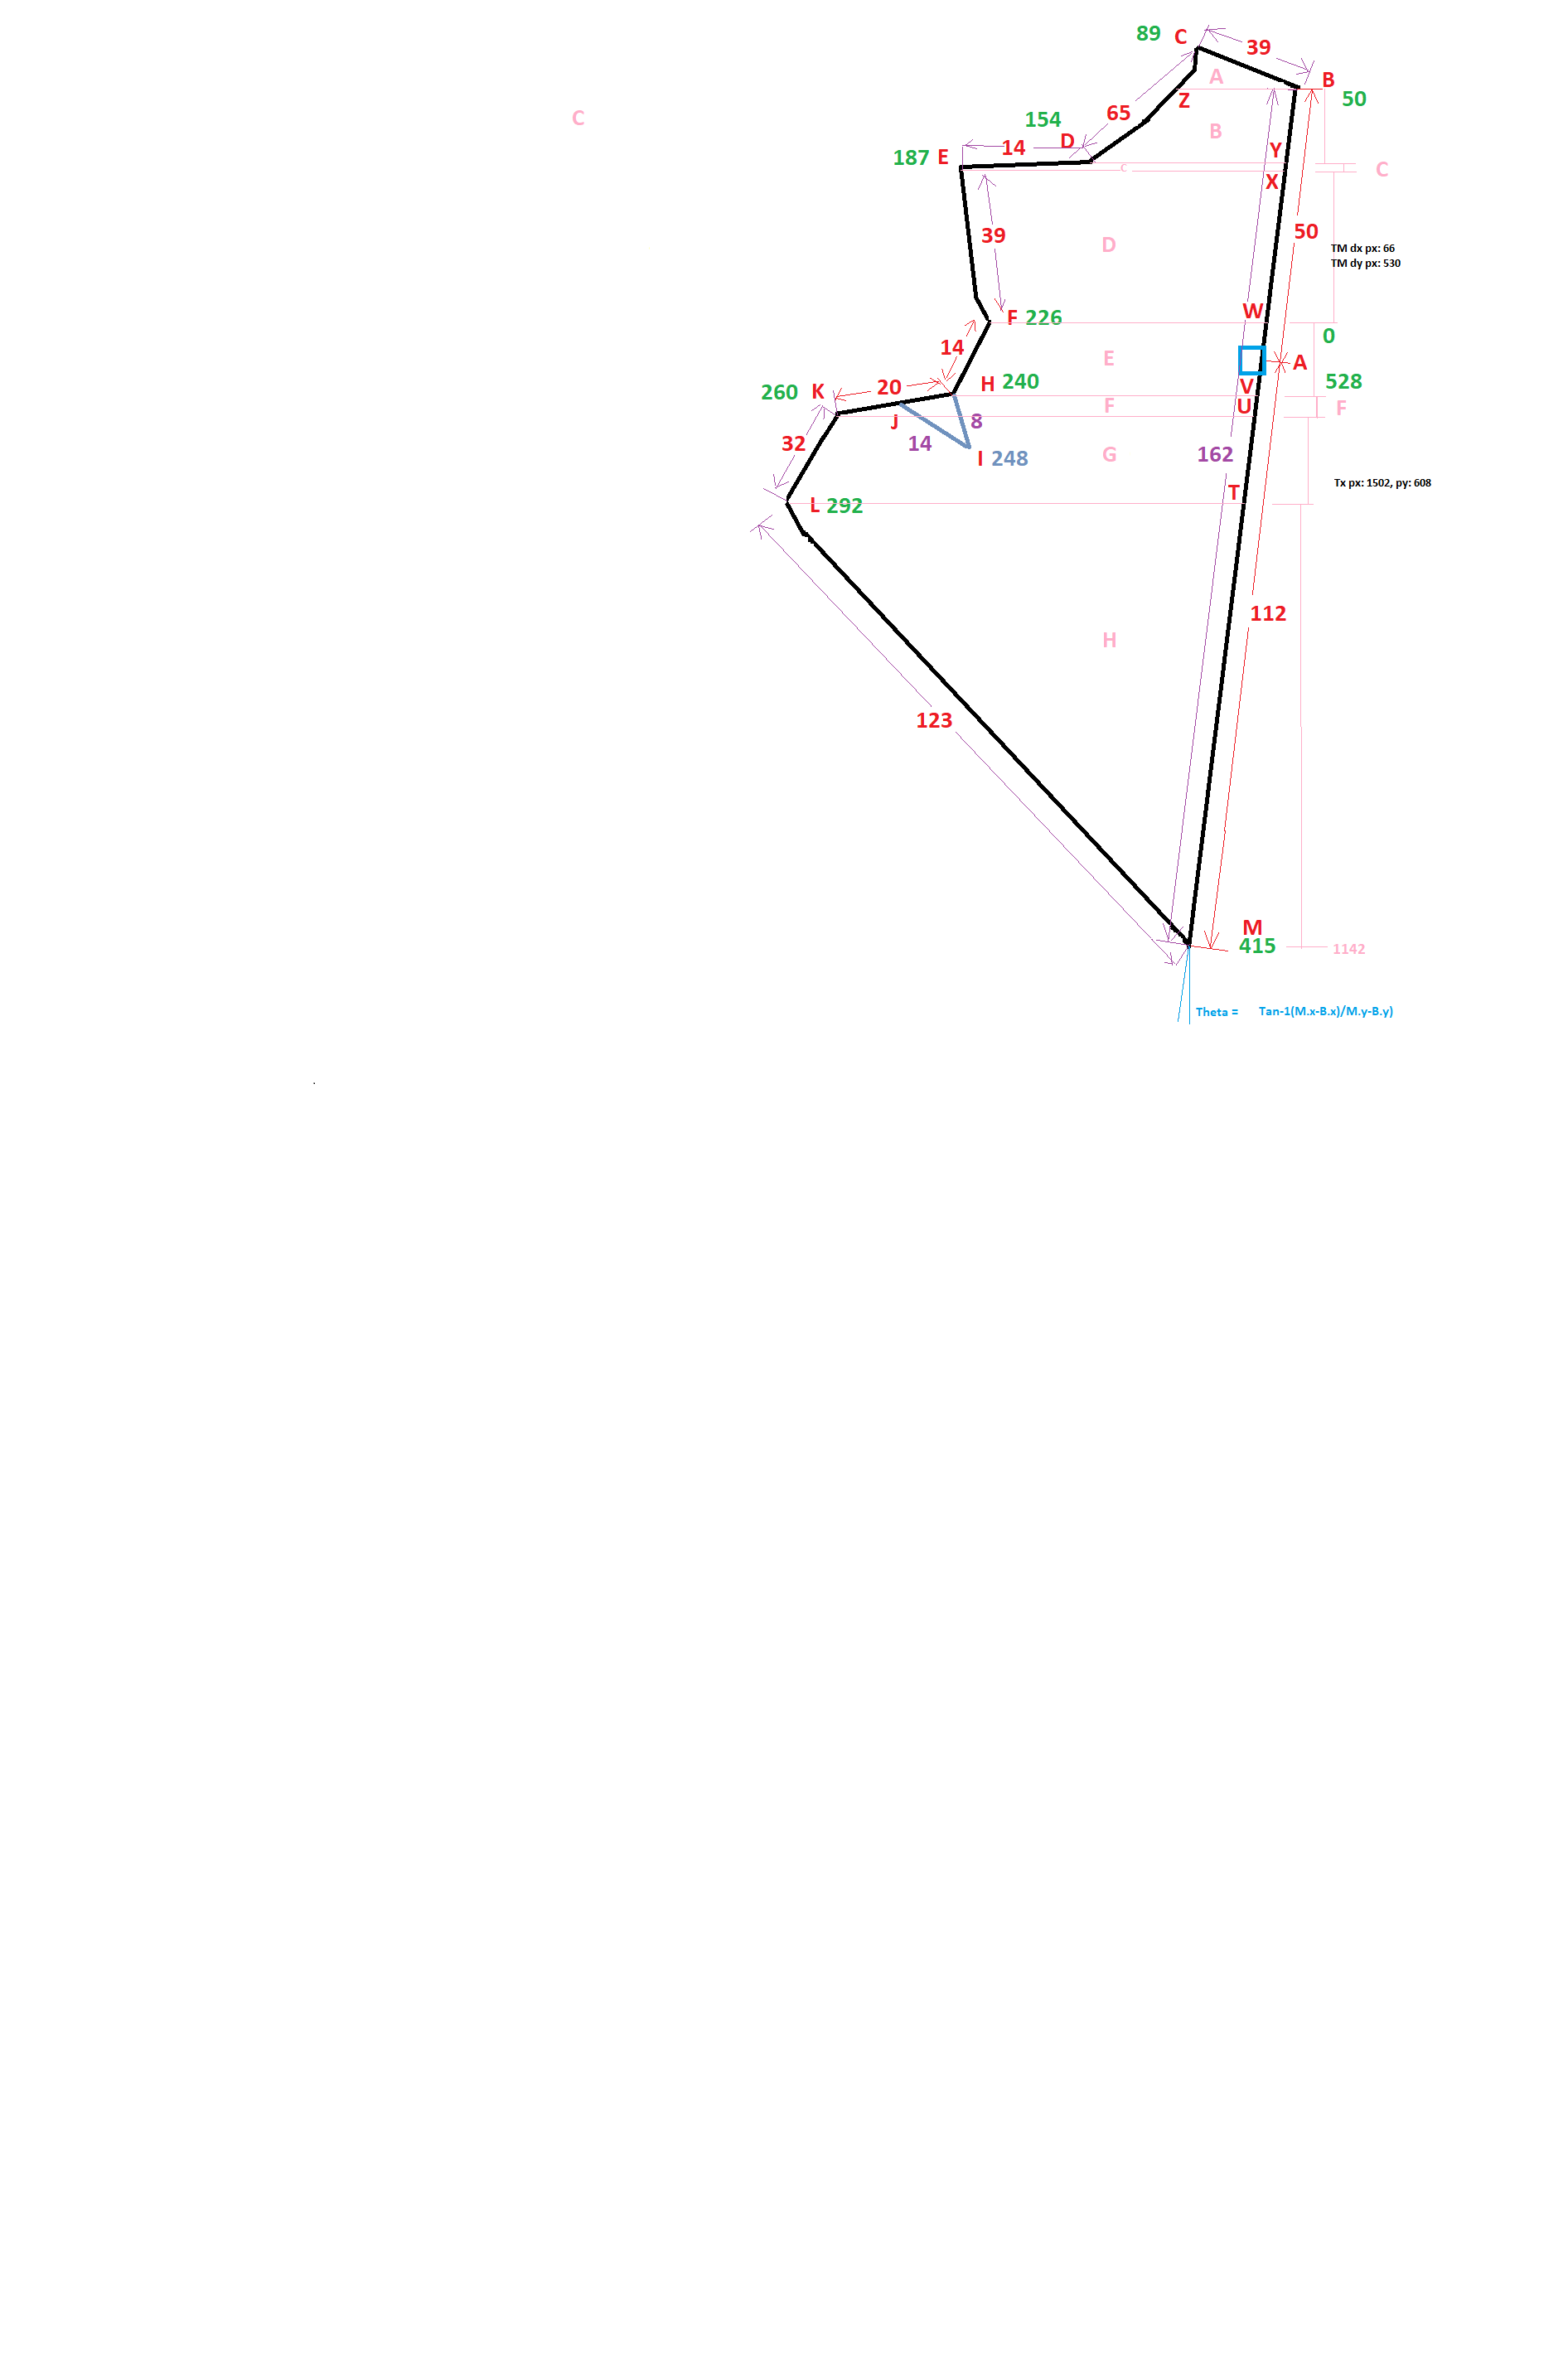 89 C
39
B
50
A
Z
C
65
154
D
B
14
187 E
Y
C
C
X
39
50
D
TM dx px: 66
TM dy px: 530
W
F 226
0
14
E
A
20
H 240
V
528
260 K
U
F
F
j
8
32
14
162
G
I 248
Tx px: 1502, py: 608
T
L 292
112
H
123
M
415
1142
Theta = Tan-1(M.x-B.x)/M.y-B.y)